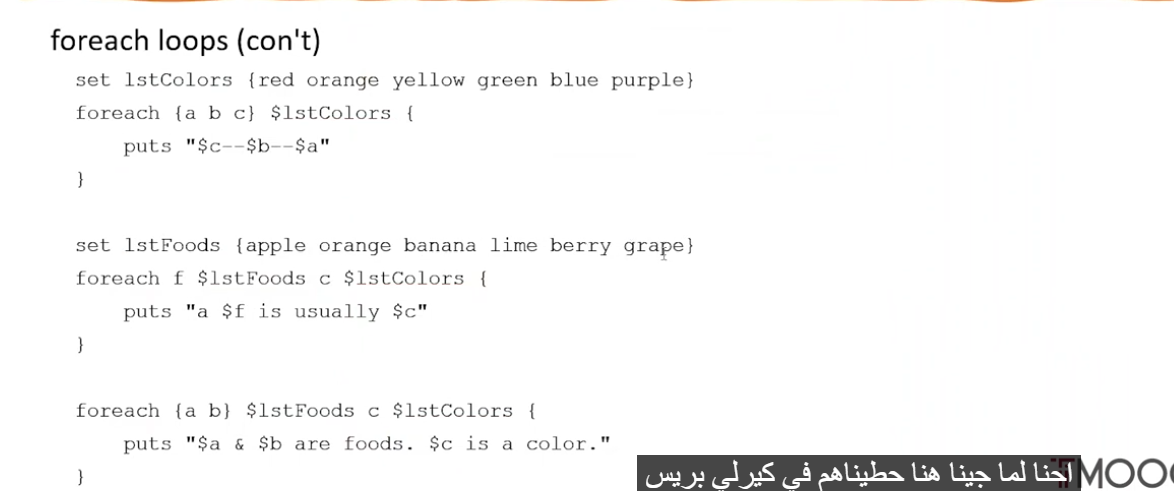 foreach loops (con't)
set lstColors {red orange yellow green blue purple}
foreach {a b c} $lstColors {
    puts "$c--$b--$a"
}
set lstFoods {apple orange banana lime berry grape}
foreach f $lstFoods c $lstColors {
    puts "a $f is usually $c"
}
foreach {a b} $lstFoods c $lstColors {
    puts "$a & $b are foods. $c is a color."
}
احنا لما جينا هنا حطيناهم في كيرلي بريس
MOO